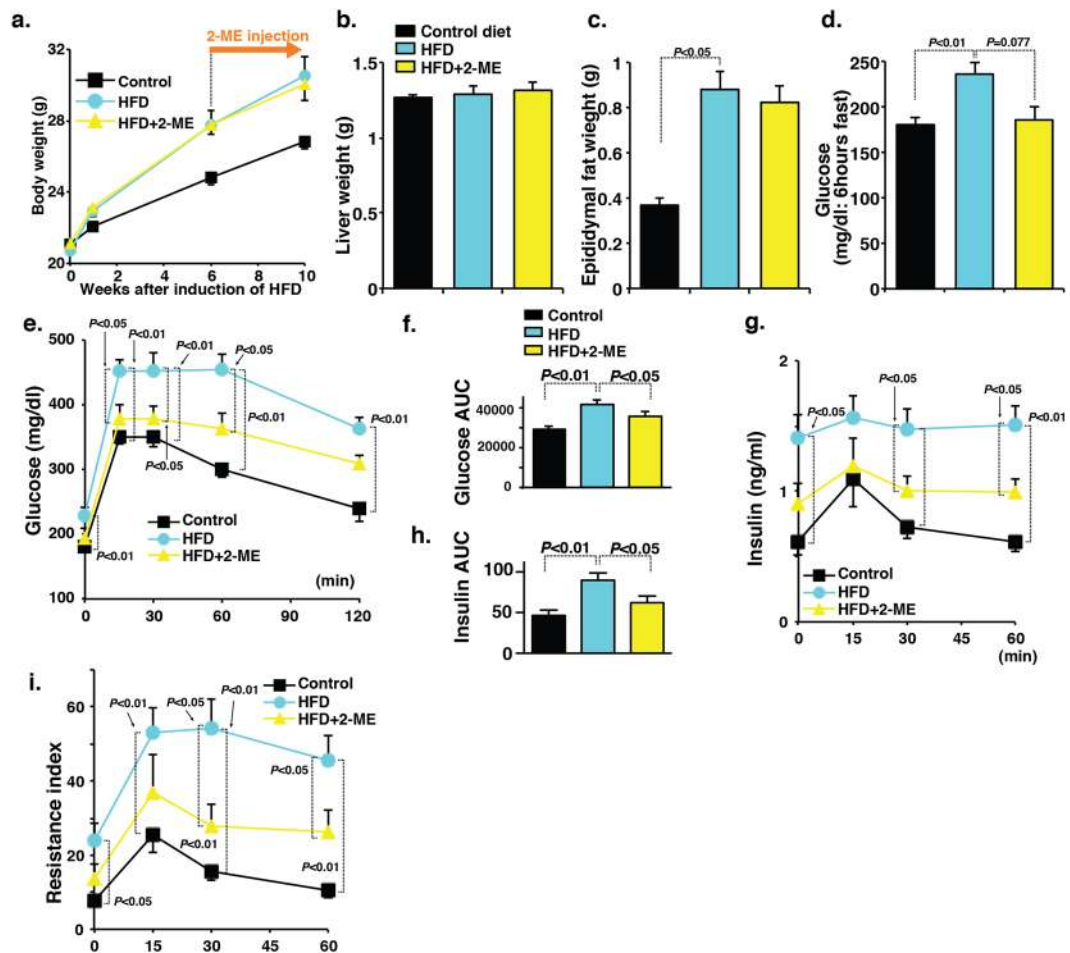 a.
2-ME injection
Body weight (g)
32
28
24
20
Control
HFD
HFD+2-ME
0 2 4 6 8 10
Weeks after induction of HFD
b.
Control diet
HFD
HFD+2-ME
Liver weight (g)
1.5
1
0.5
0
c.
Epididymal fat wieght (g)
1
0.8
0.6
0.4
0.2
0
P<0.05
d.
Glucose
(mg/dl: 6hours fast)
250
200
150
100
50
0
P<0.01
P=0.077
e.
Glucose (mg/dl)
500
400
300
200
100
P<0.05
P<0.01
P<0.01
P<0.05
P<0.01
P<0.01
P<0.05
P<0.01
Control
HFD
HFD+2-ME
(min)
0 30 60 90 120
f.
Control
HFD
HFD+2-ME
P<0.01 P<0.05
Glucose AUC
40000
20000
0
h.
P<0.01 P<0.05
Insulin AUC
100
50
0
g.
Insulin (ng/ml)
2
1
0
P<0.05
P<0.05
P<0.05
P<0.01
Control
HFD
HFD+2-ME
0 15 30 45 60
(min)
i.
Resistance index
60
40
20
0
Control
HFD
HFD+2-ME
P<0.01
P<0.05
P<0.01
P<0.05
P<0.01
P<0.01
P<0.05
0 15 30 45 60